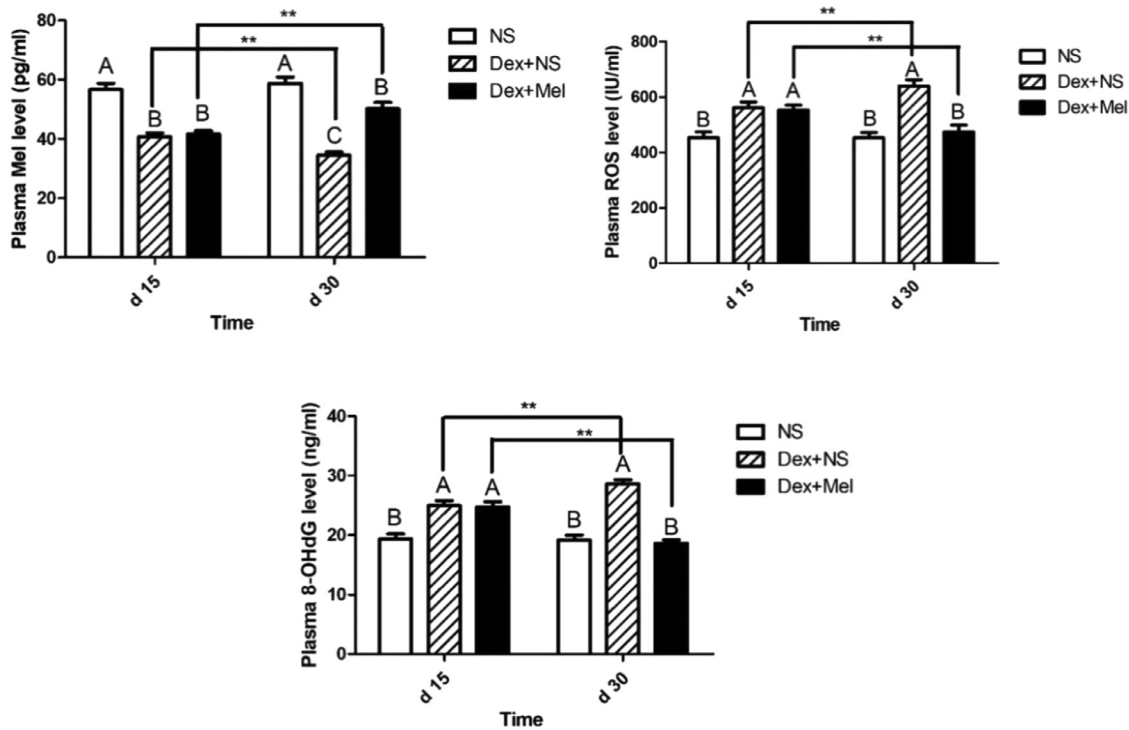 Plasma Mel level (pg/ml)
80
60
40
20
0
A
B
B
A
C
B
**
**
d 15
d 30
Time
NS
Dex+NS
Dex+Mel
Plasma ROS level (IU/ml)
800
600
400
200
0
B
A
A
B
A
B
**
**
d 15
d 30
Time
NS
Dex+NS
Dex+Mel
Plasma 8-OHdG level (ng/ml)
40
30
20
10
0
B
A
A
B
A
B
**
**
d 15
d 30
Time
NS
Dex+NS
Dex+Mel